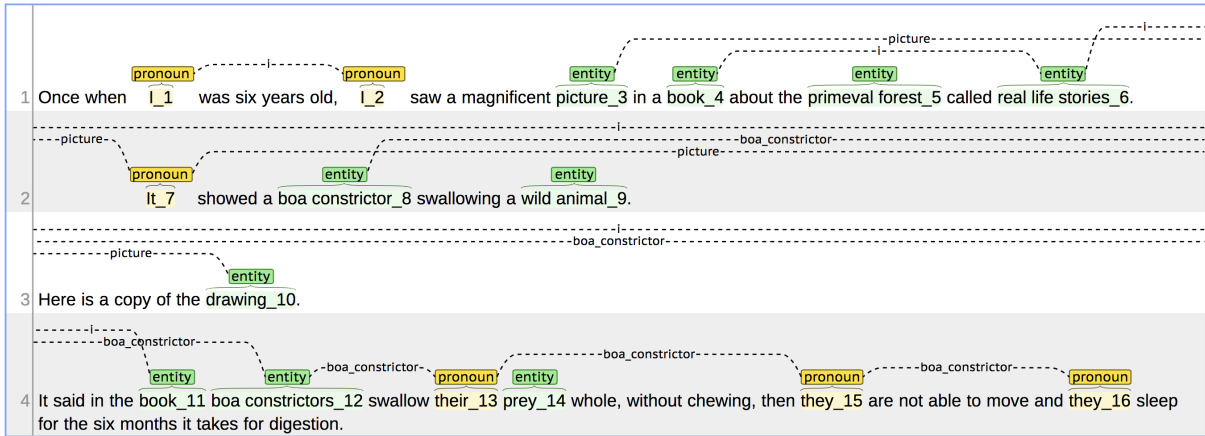 i
picture
i
i
pronoun pronoun entity entity entity entity
1 Once when I_1 was six years old, I_2 saw a magnificent picture_3 in a book_4 about the primeval forest_5 called real life stories_6.
i
picture boa_constrictor
picture
pronoun entity entity
2 It_7 showed a boa constrictor_8 swallowing a wild animal_9.
i
boa_constrictor
picture
entity
3 Here is a copy of the drawing_10.
i
boa_constrictor boa_constrictor
boa_constrictor boa_constrictor
entity entity pronoun entity pronoun pronoun
4 It said in the book_11 boa constrictors_12 swallow their_13 prey_14 whole, without chewing, then they_15 are not able to move and they_16 sleep
for the six months it takes for digestion.